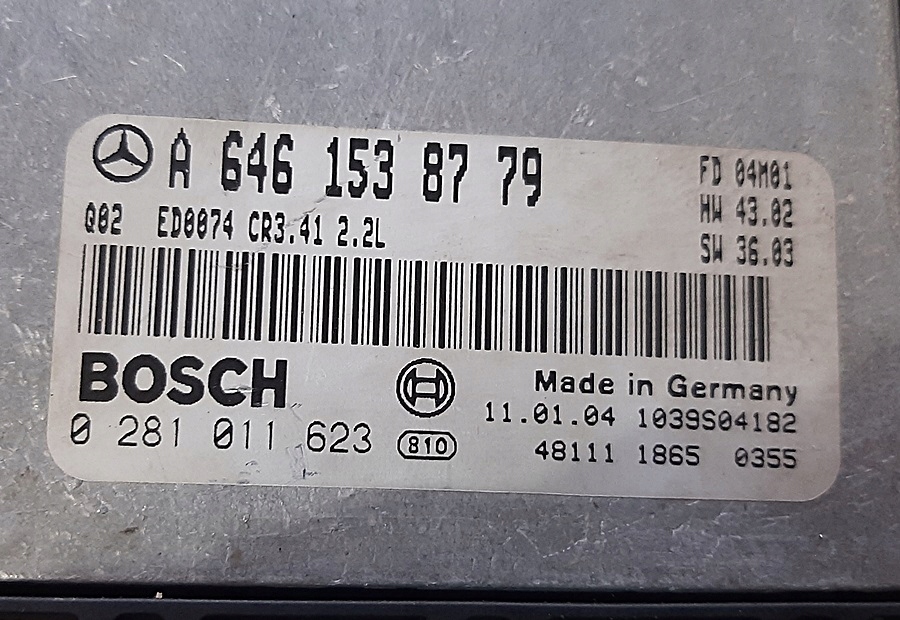 A 646 153 87 79
FD 04M01
HW 43.02
SW 36.03
Q02 ED0074 CR3.41 2.2L
BOSCH
Made in Germany
11.01.04 1039S04182
0 281 011 623
810
48111 1865 0355